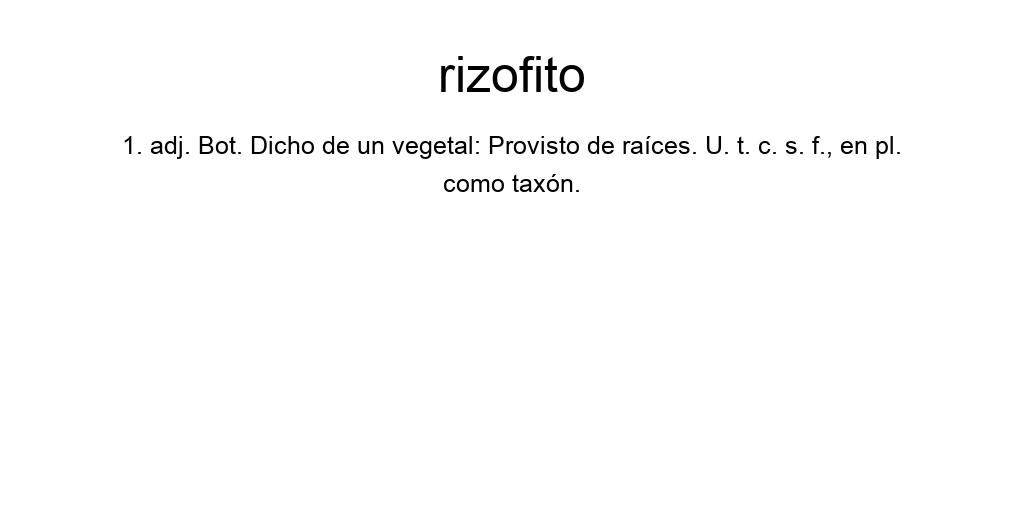 rizofito
1. adj. Bot. Dicho de un vegetal: Provisto de raíces. U. t. c. s. f., en pl.
como taxón.